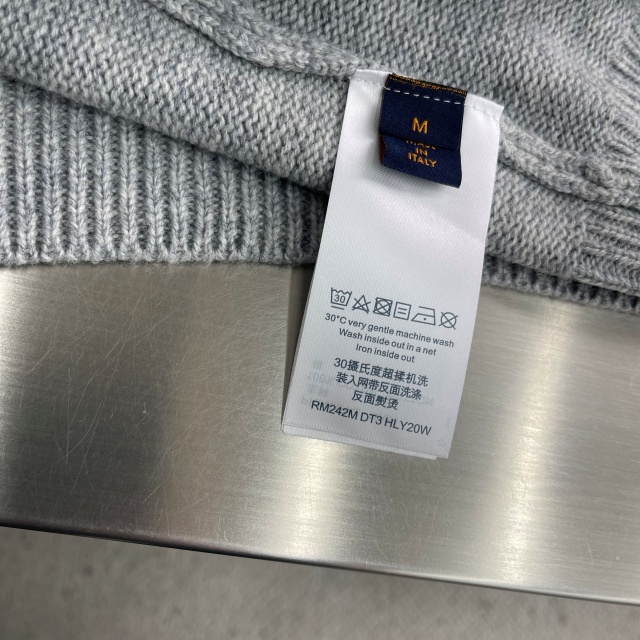 M
MADE
IN
ITALY
30
30°C very gentle machine wash
Wash inside out in a net
Iron inside out
30摄氏度超揉机洗
装入网带反面洗涤
反面熨烫
RM242M DT3 HLY20W